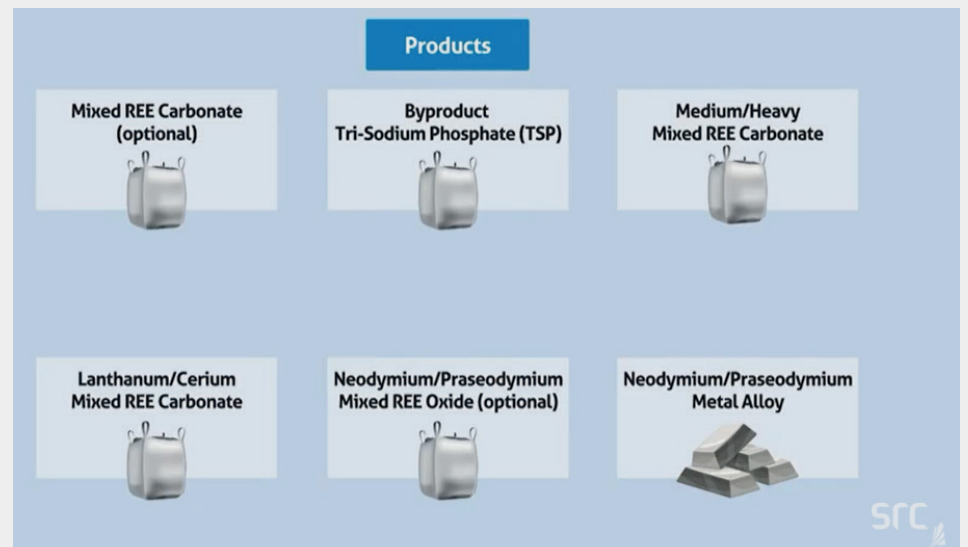 Products
Mixed REE Carbonate
(optional)
Byproduct
Tri-Sodium Phosphate (TSP)
Medium/Heavy
Mixed REE Carbonate
Lanthanum/Cerium
Mixed REE Carbonate
Neodymium/Praseodymium
Mixed REE Oxide (optional)
Neodymium/Praseodymium
Metal Alloy
src